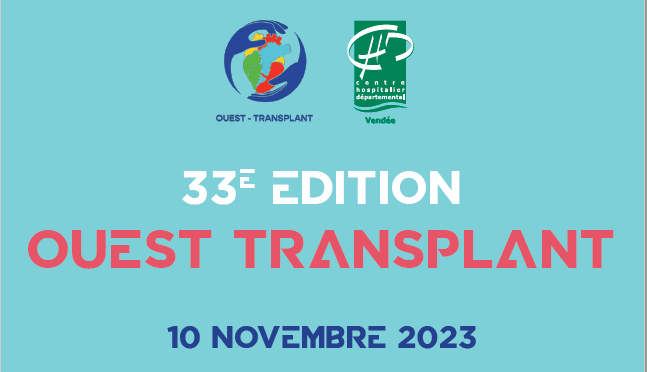 OUEST - TRANSPLANT
centre
hospitalier
départemental
Vendée
33E EDITION
OUEST TRANSPLANT
10 NOVEMBRE 2023